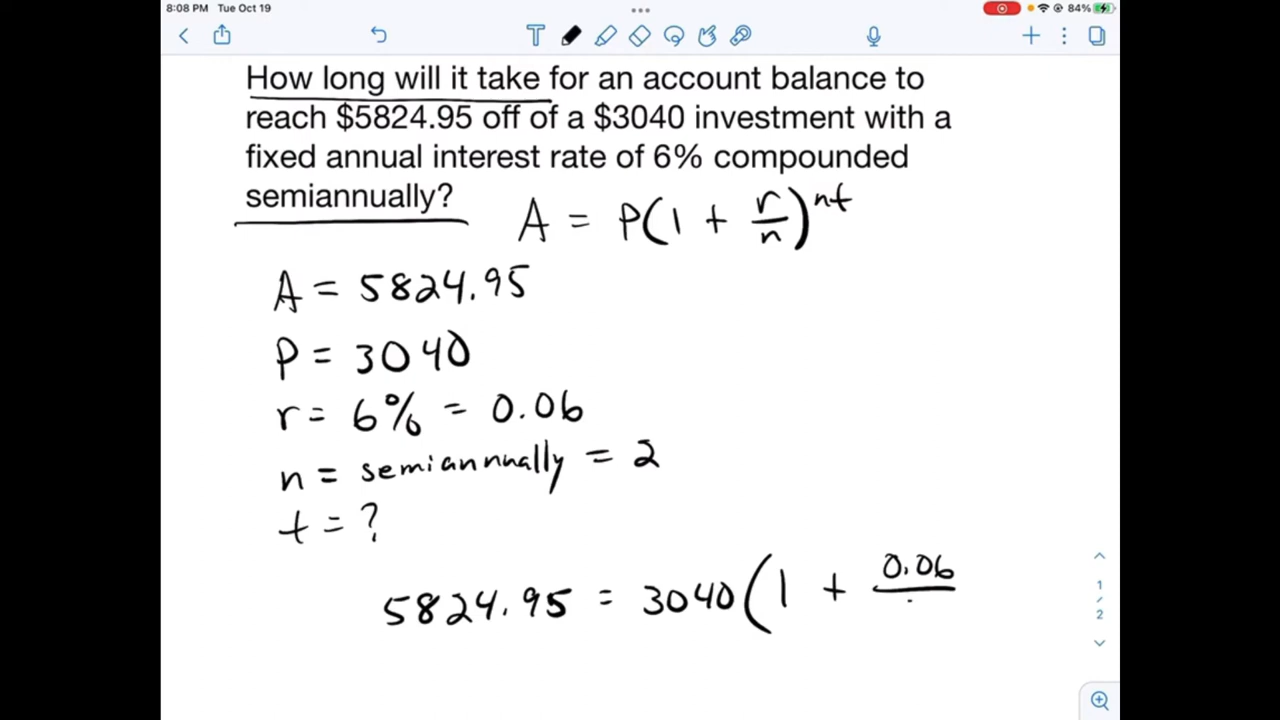 8:08 PM Tue Oct 19
84%
How long will it take for an account balance to
reach $5824.95 off of a $3040 investment with a
fixed annual interest rate of 6% compounded
semiannually?
A = P(1 + r/n)^nt
A = 5824.95
P = 3040
r = 6% = 0.06
n = semiannually = 2
t = ?
5824.95 = 3040(1 + 0.06
1
/
2